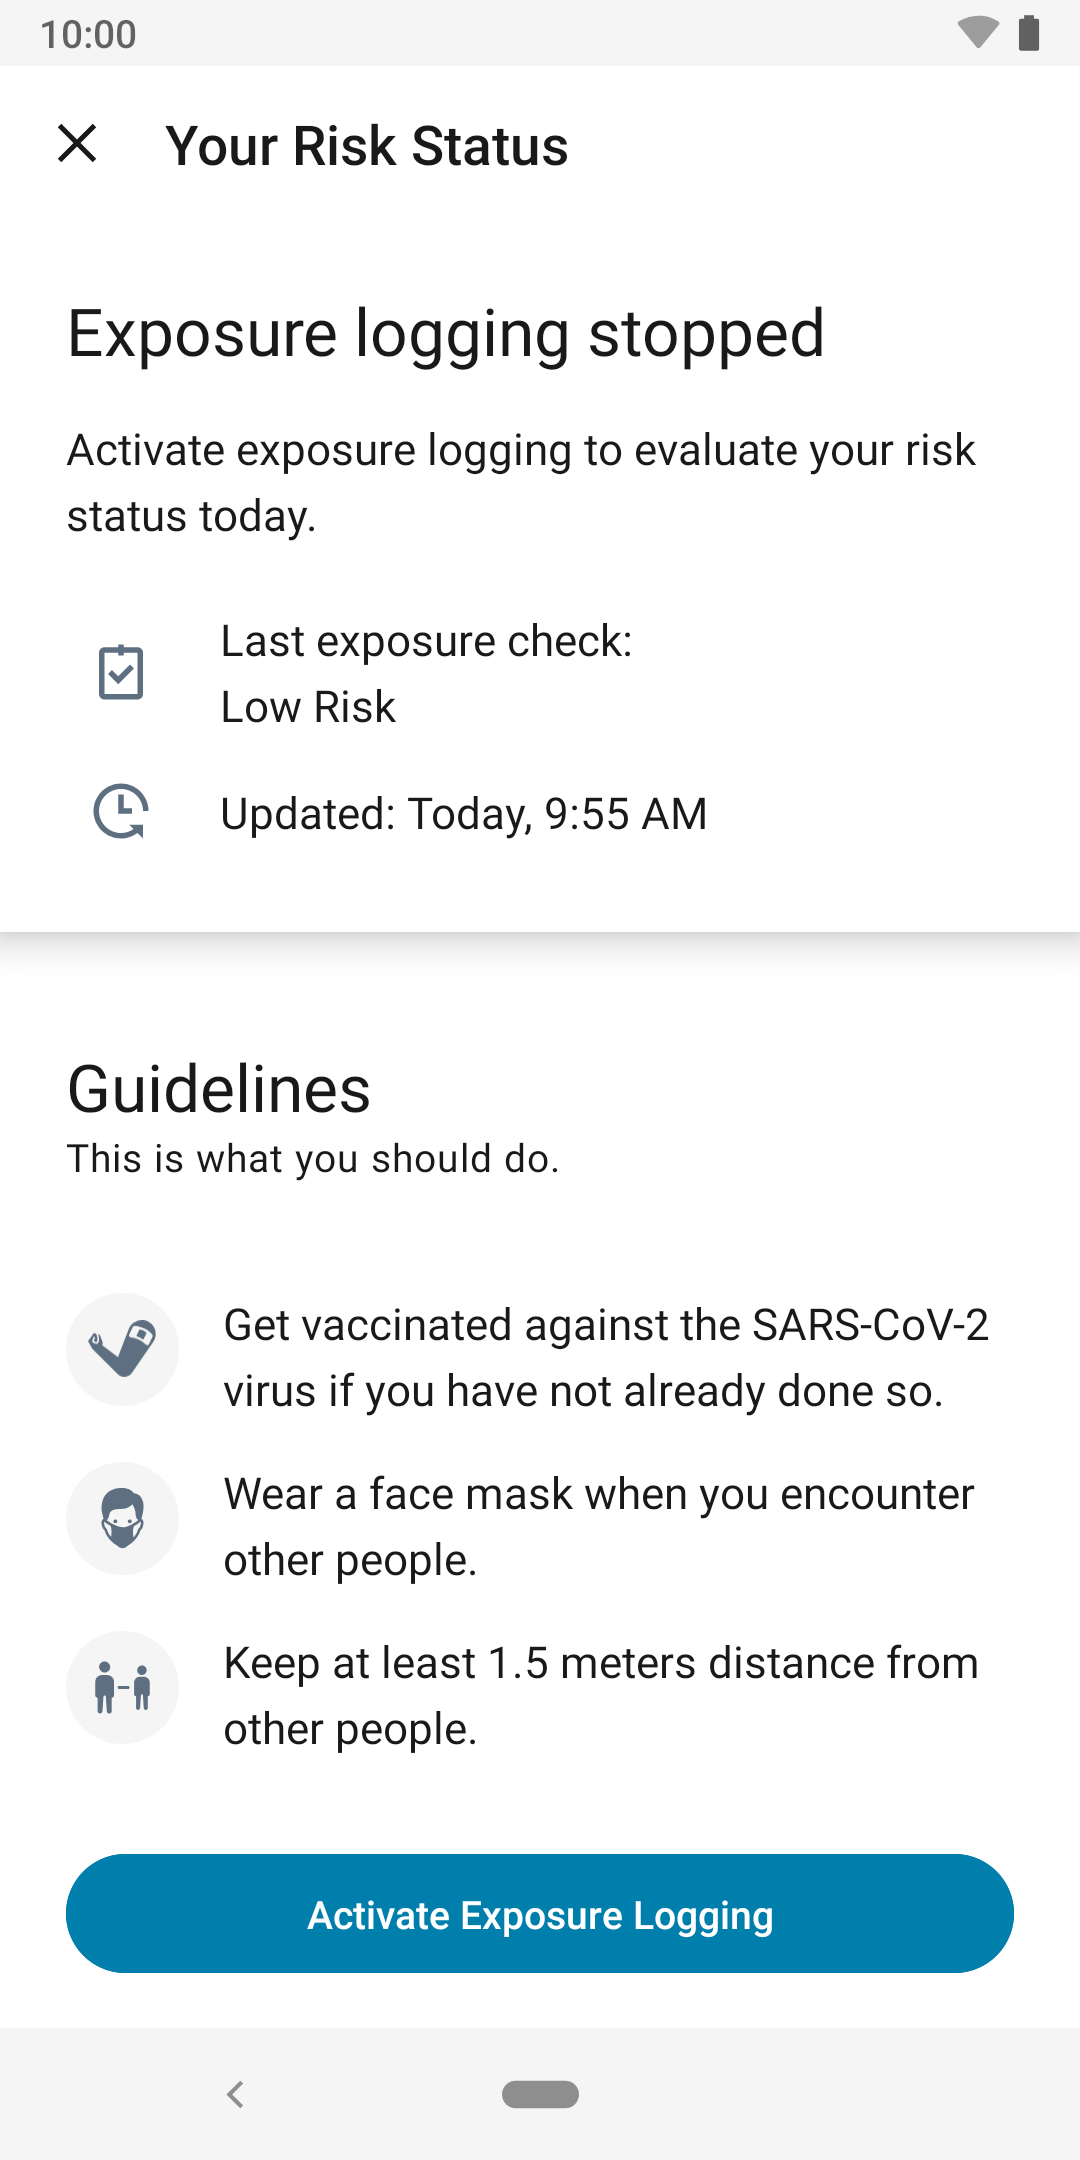 10:00
Your Risk Status
Exposure logging stopped
Activate exposure logging to evaluate your risk
status today.
Last exposure check:
Low Risk
Updated: Today, 9:55 AM
Guidelines
This is what you should do.
Get vaccinated against the SARS-CoV-2
virus if you have not already done so.
Wear a face mask when you encounter
other people.
Keep at least 1.5 meters distance from
other people.
Activate Exposure Logging